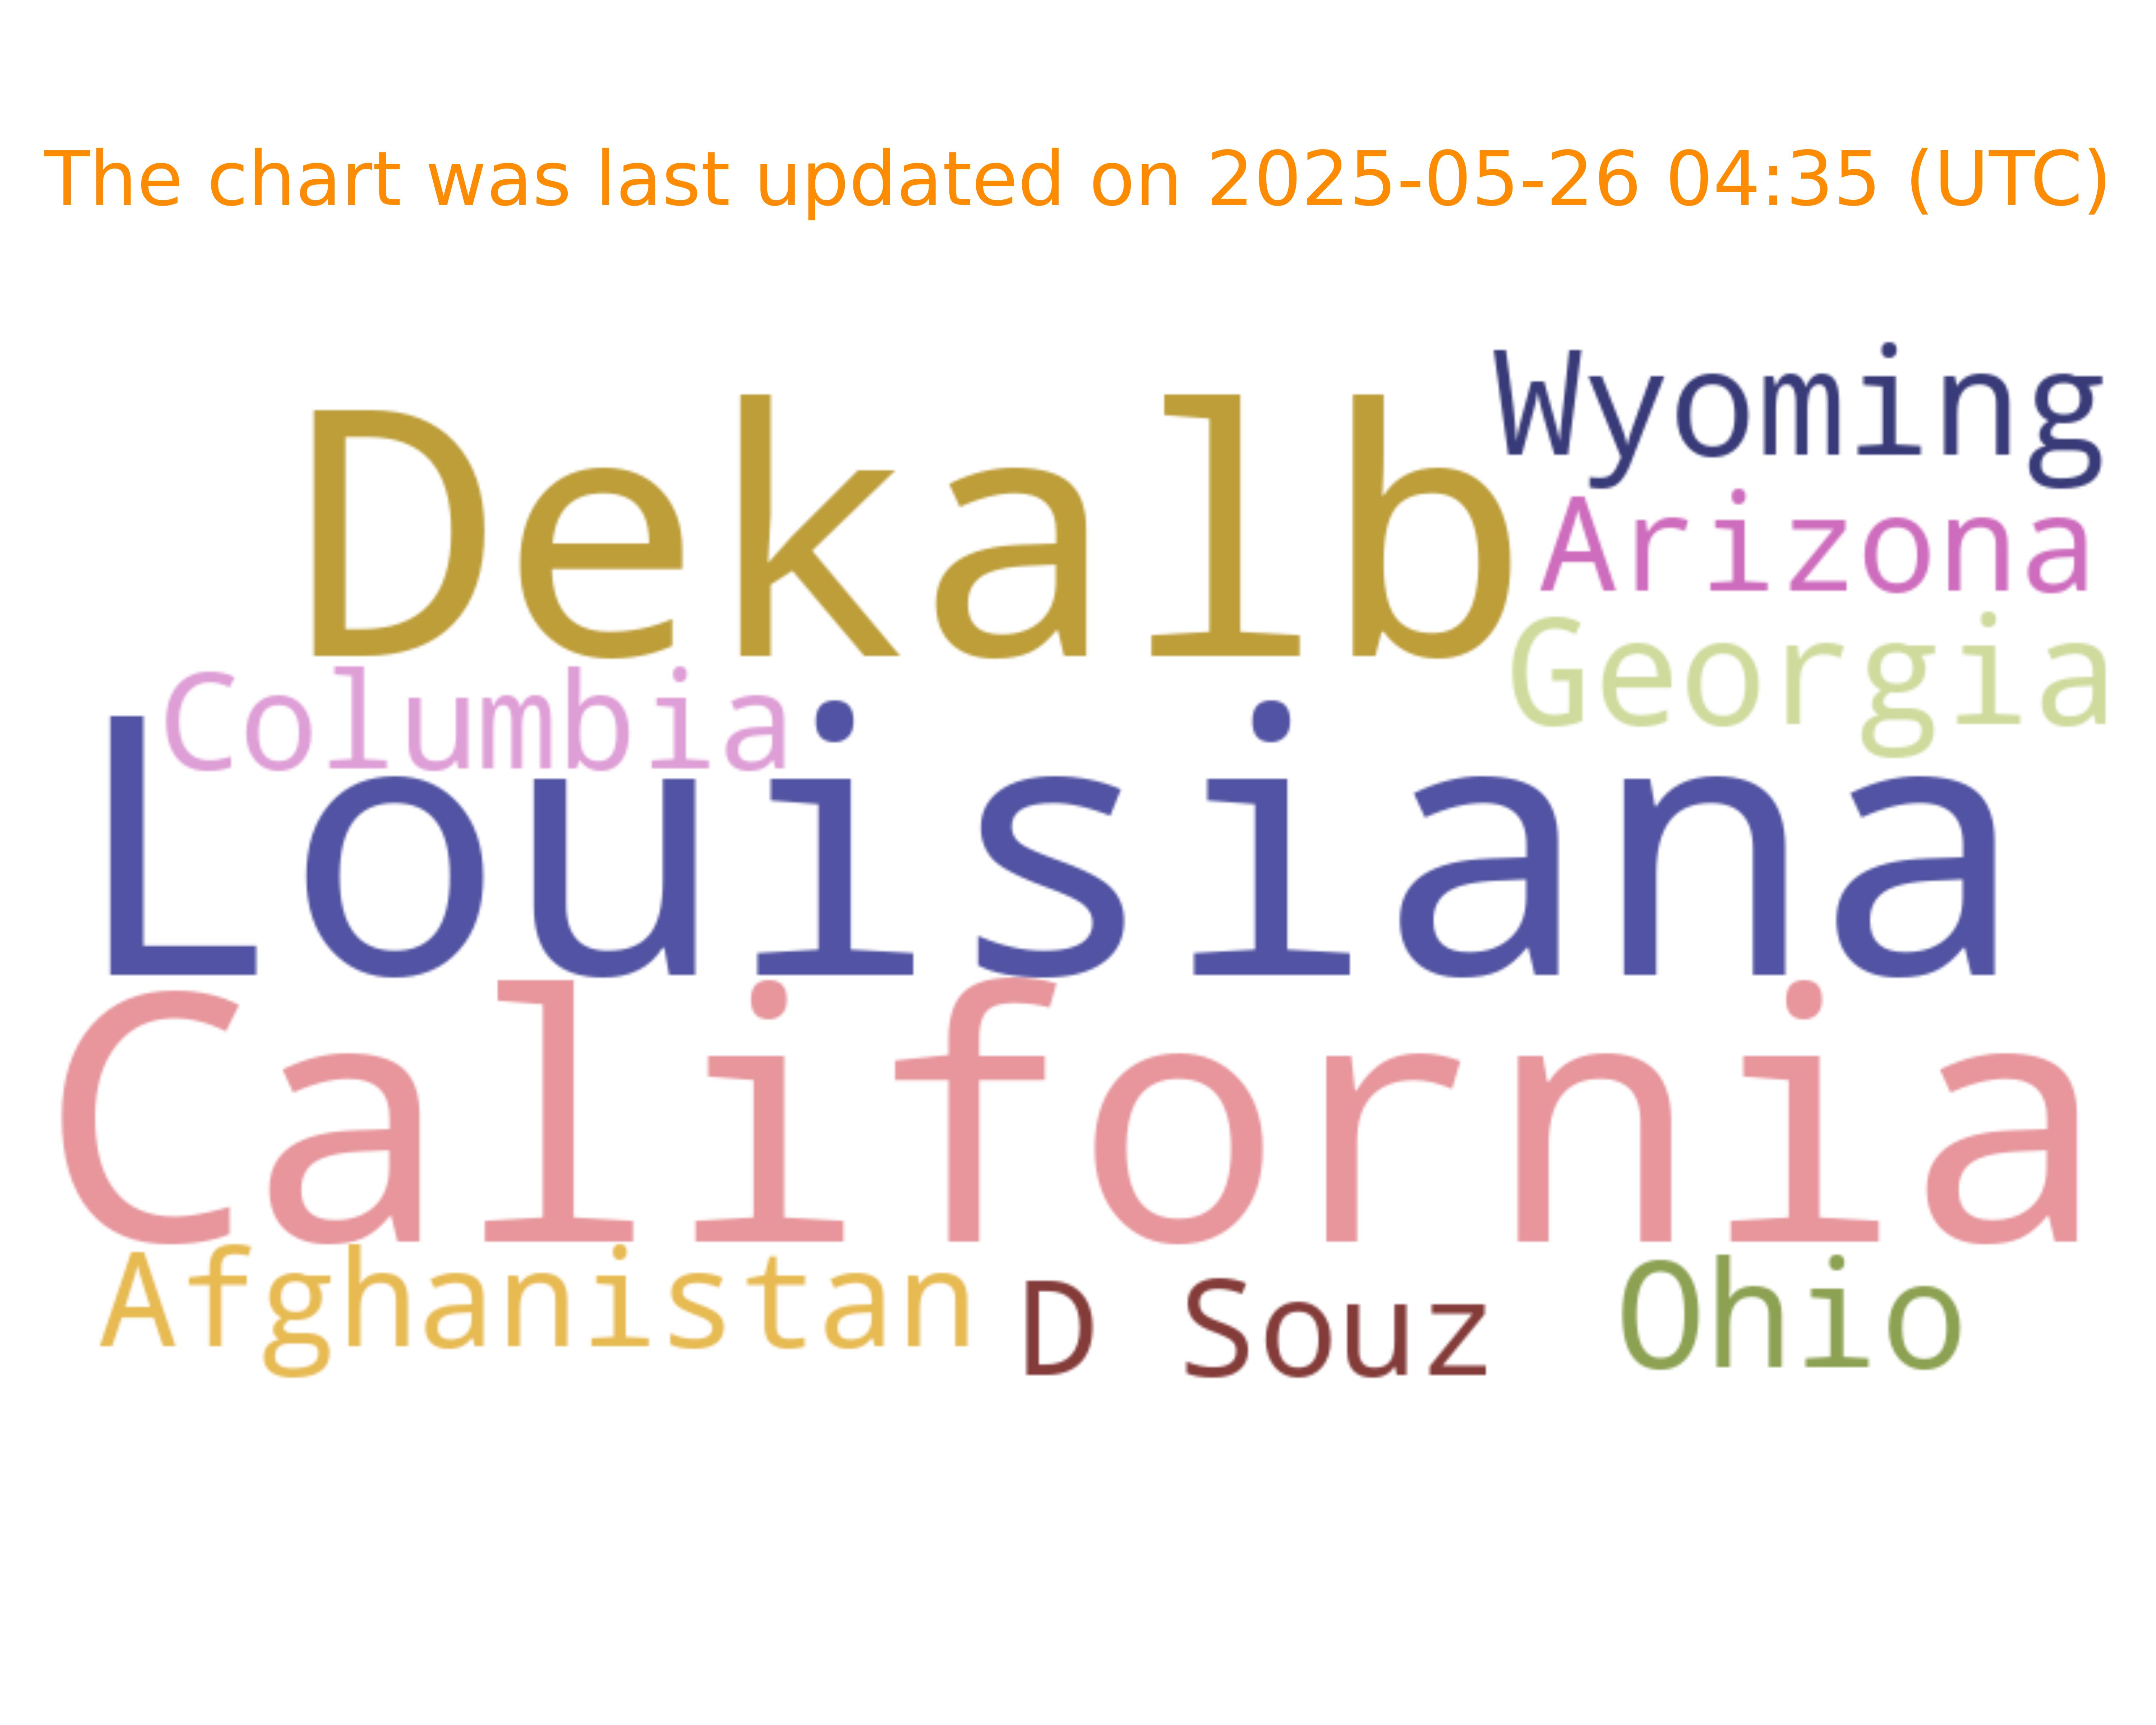 The chart was last updated on 2025-05-26 04:35 (UTC)
Wyoming
Dekalb
Arizona
Georgia
Columbia
Louisiana
California
Afghanistan
D Souz
Ohio